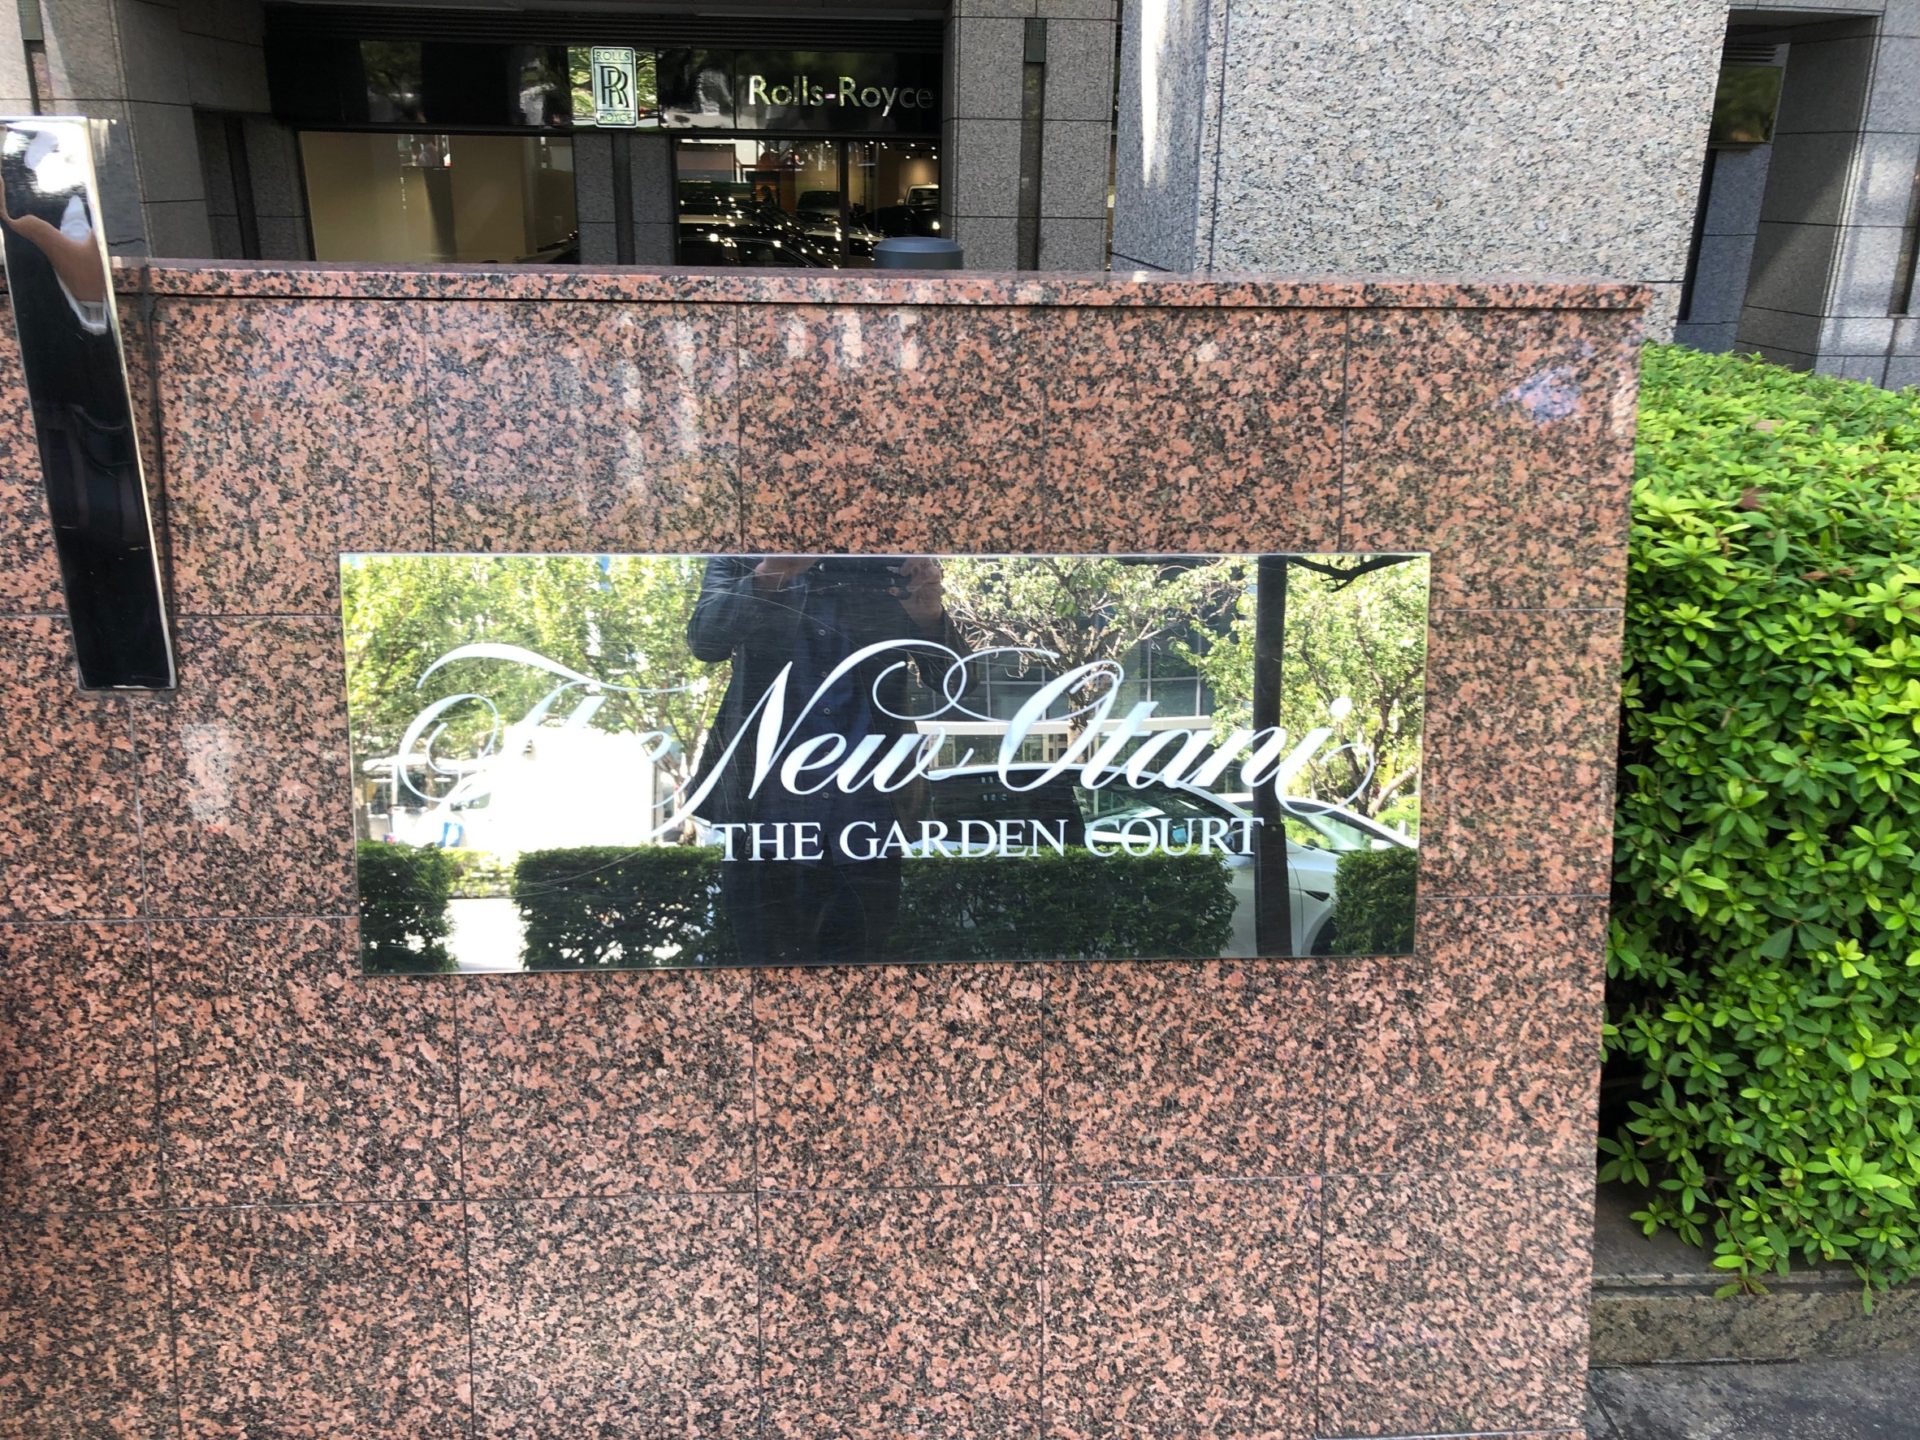 ROLLS
RR
ROYCE
Rolls-Royce
The New Otani
THE GARDEN COURT